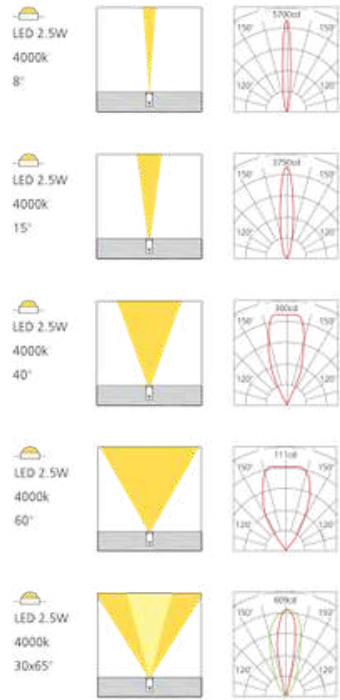 LED 2.5W
4000k
8°
5700cd
150° 150°
120° 120°
LED 2.5W
4000k
15°
3750cd
150° 150°
120° 120°
LED 2.5W
4000k
40°
300cd
150° 150°
120° 120°
LED 2.5W
4000k
60°
111cd
150° 150°
120° 120°
LED 2.5W
4000k
30x65°
609cd
150° 150°
120° 120°